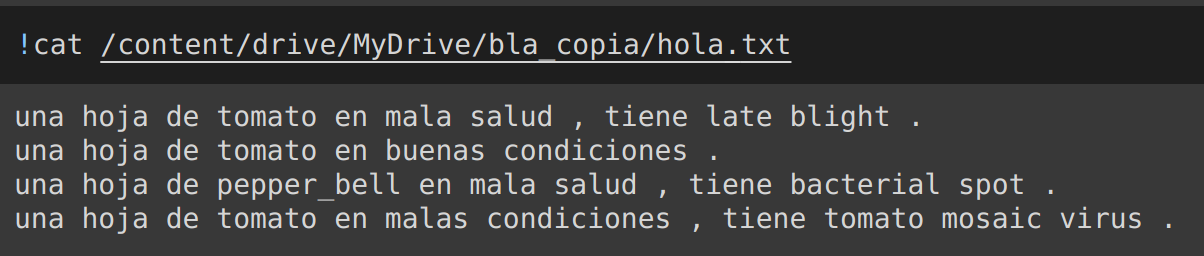 !cat /content/drive/MyDrive/bla_copia/hola.txt
una hoja de tomato en mala salud , tiene late blight .
una hoja de tomato en buenas condiciones .
una hoja de pepper_bell en mala salud , tiene bacterial spot .
una hoja de tomato en malas condiciones , tiene tomato mosaic virus .